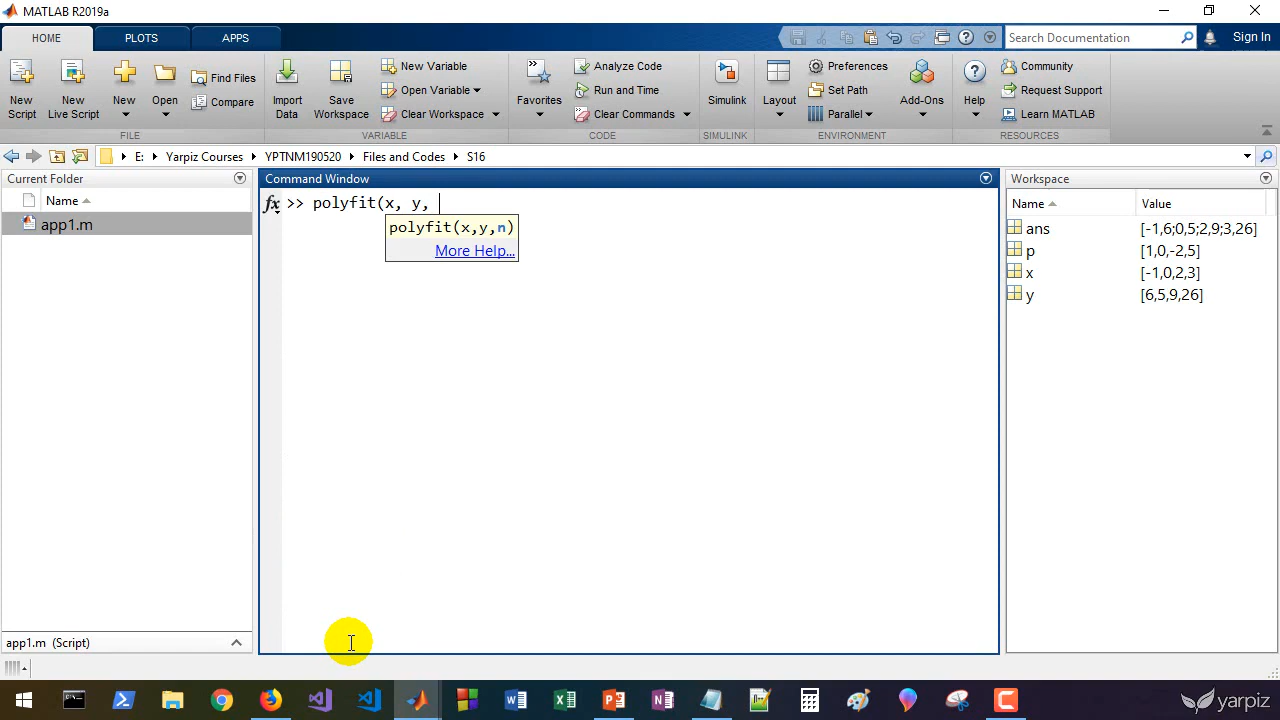 MATLAB R2019a
HOME PLOTS APPS Search Documentation Sign In
New Script New Live Script New Open Find Files Compare
FILE
Import Data Save Workspace New Variable Open Variable Clear Workspace
VARIABLE
Favorites Analyze Code Run and Time Clear Commands
CODE
Simulink
SIMULINK
Layout Preferences Set Path Parallel Add-Ons
ENVIRONMENT
Help Community Request Support Learn MATLAB
RESOURCES
E: Yarpiz Courses YPTNM190520 Files and Codes S16
Current Folder
Name
app1.m
app1.m (Script)
Command Window
fx >> polyfit(x, y,
polyfit(x,y,n)
More Help...
Workspace
Name Value
ans [-1,6;0,5;2,9;3,26]
p [1,0,-2,5]
x [-1,0,2,3]
y [6,5,9,26]
yarpiz